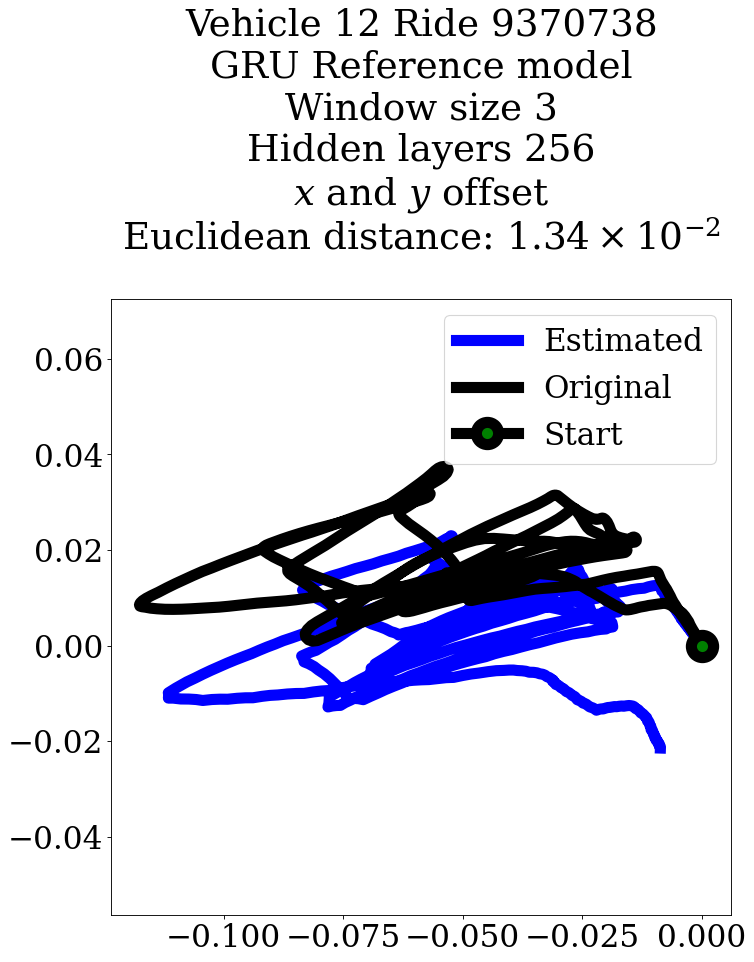 Vehicle 12 Ride 9370738
GRU Reference model
Window size 3
Hidden layers 256
x and y offset
Euclidean distance: 1.34 × 10⁻²
Estimated
Original
Start
0.06
0.04
0.02
0.00
−0.02
−0.04
−0.100 −0.075 −0.050 −0.025 0.000